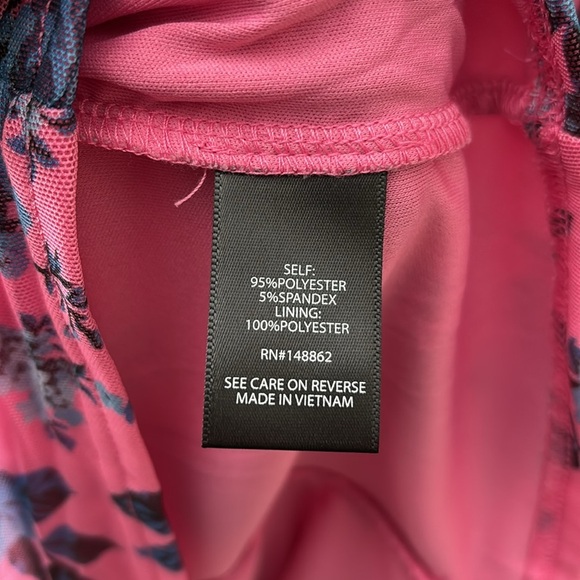 SELF:
95%POLYESTER
5%SPANDEX
LINING:
100%POLYESTER
RN#148862
SEE CARE ON REVERSE
MADE IN VIETNAM